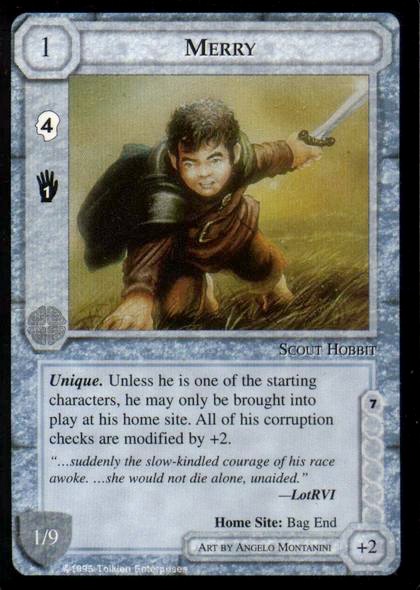 1
MERRY
4
1
SCOUT HOBBIT
Unique. Unless he is one of the starting
characters, he may only be brought into
play at his home site. All of his corruption
checks are modified by +2.
7
“…suddenly the slow-kindled courage of his race
awoke. …she would not die alone, unaided.”
—LotRVI
Home Site: Bag End
1/9
ART BY ANGELO MONTANINI
+2
©1995 Tolkien Enterprises